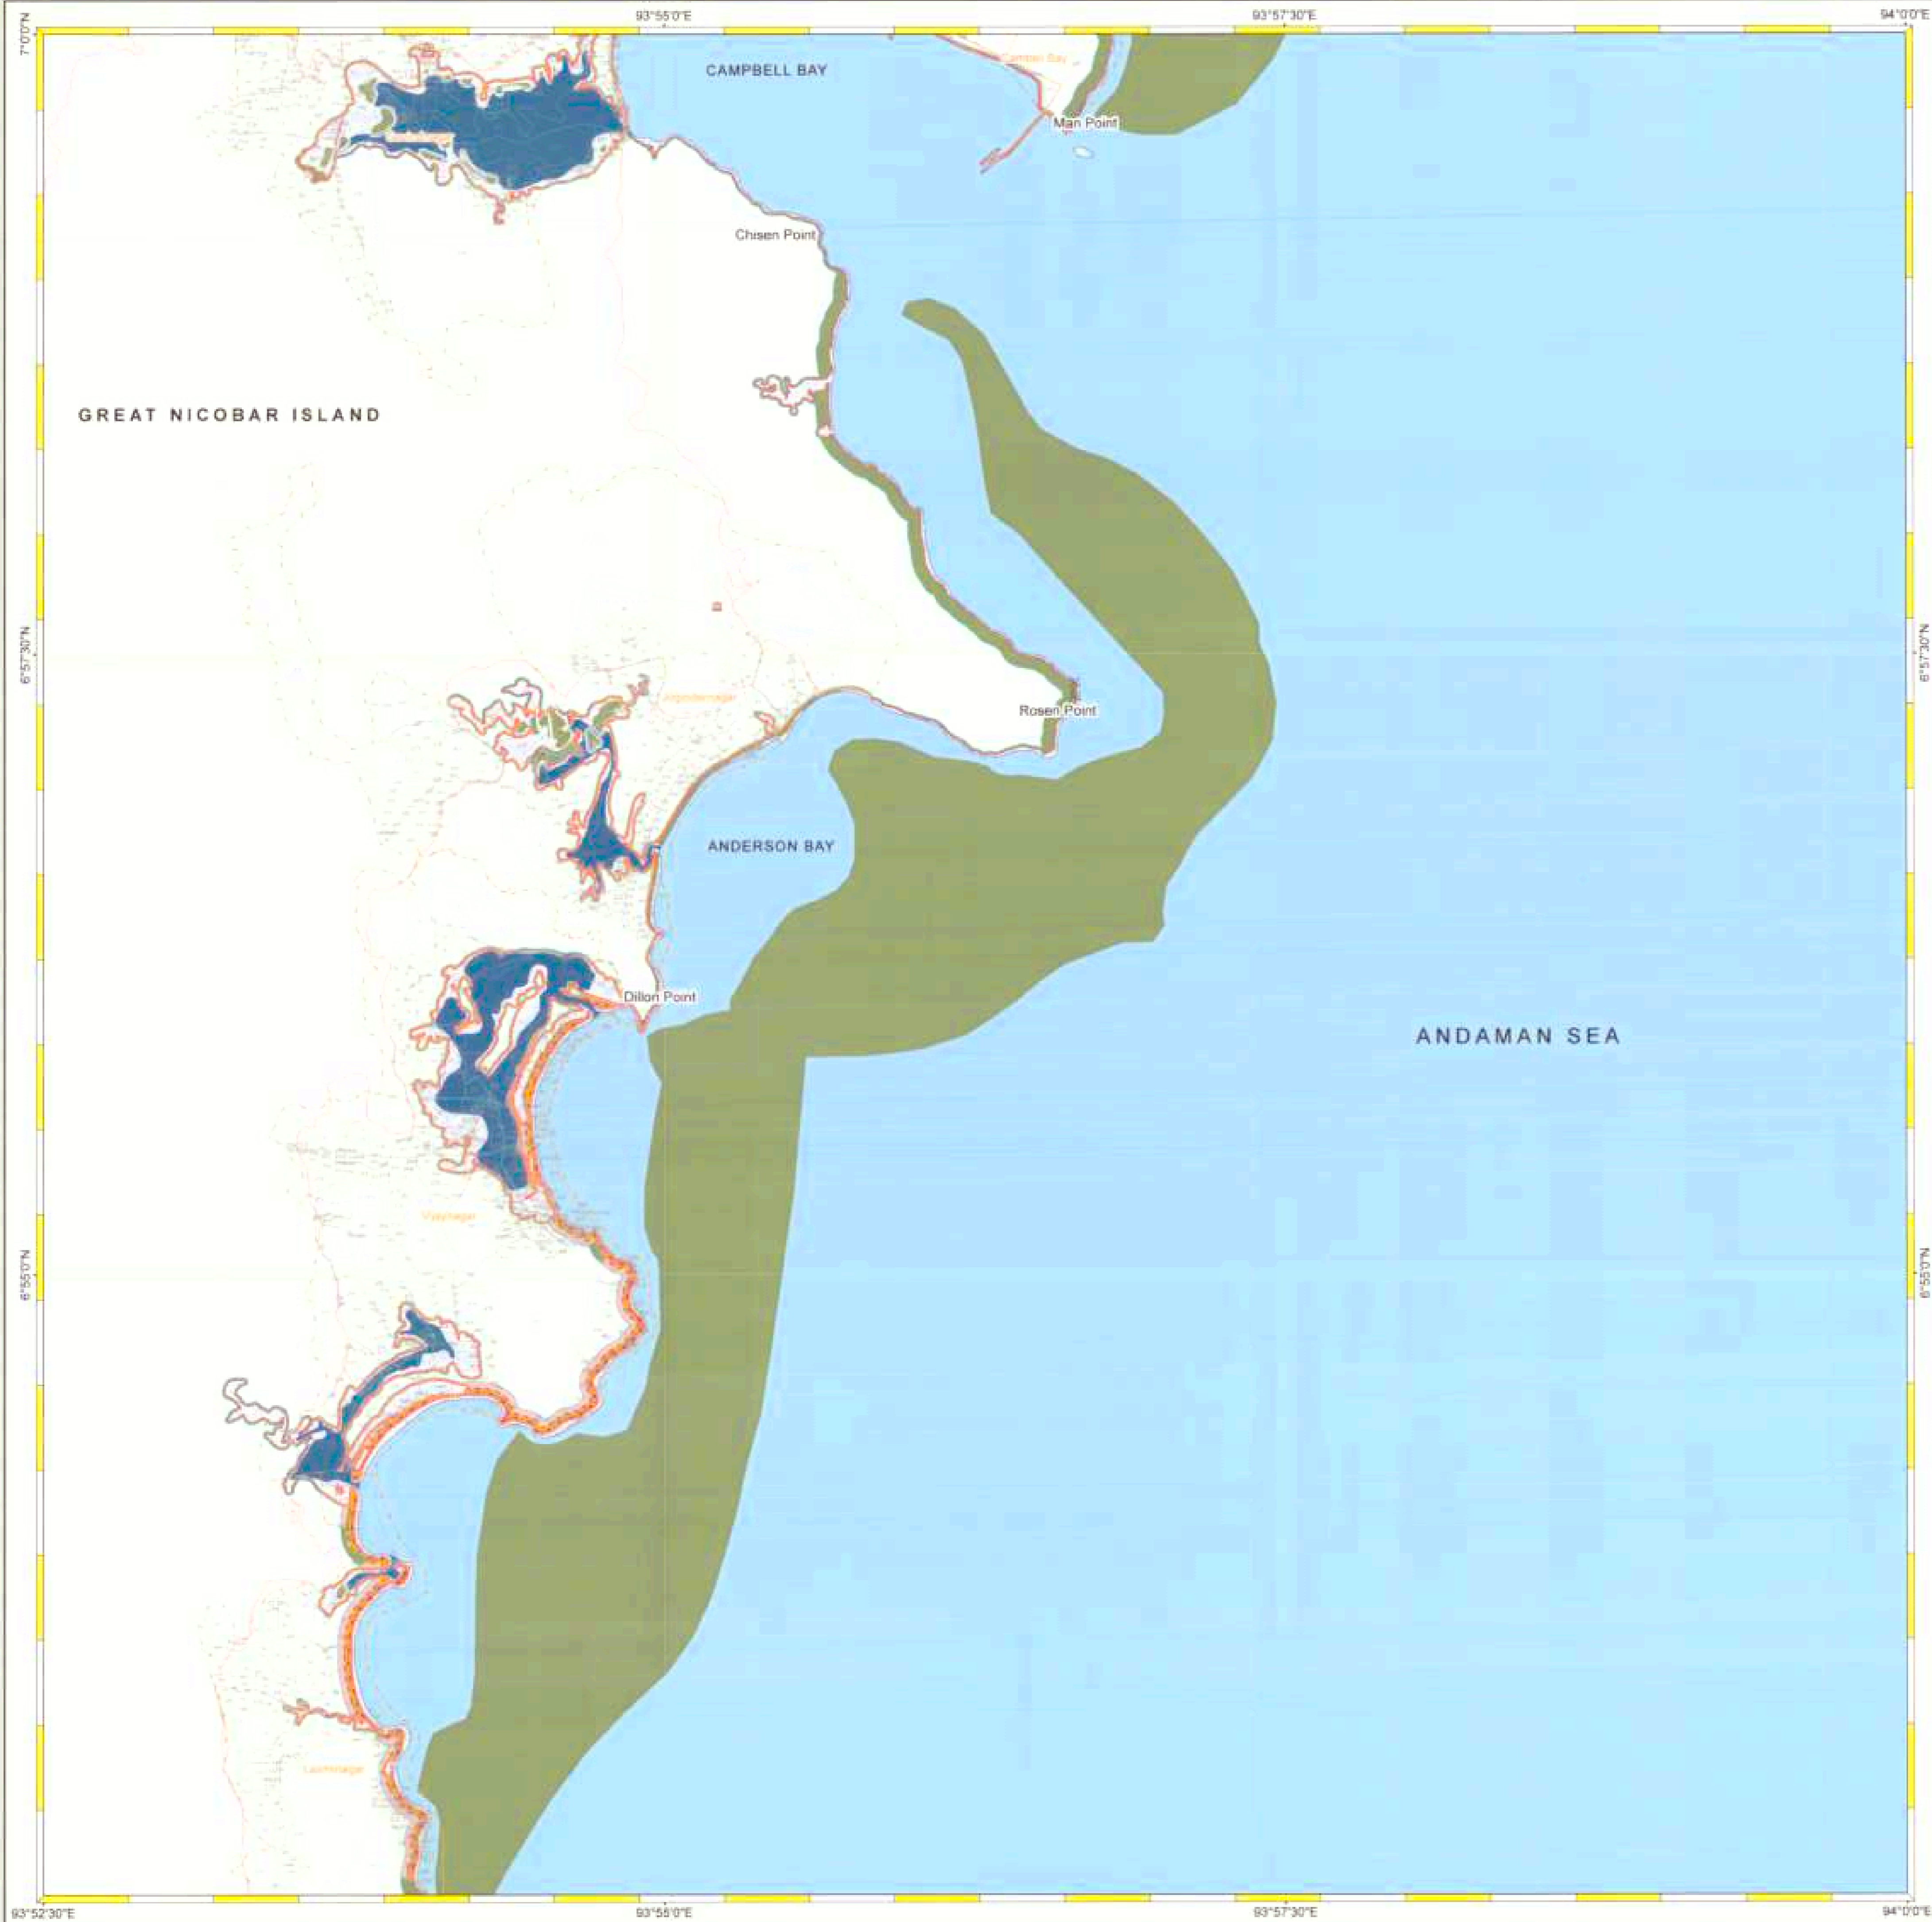 93°55'0"E
93°57'30"E
94°0'0"E
7°0'0"N
CAMPBELL BAY
Man Point
Chisen Point
GREAT NICOBAR ISLAND
6°57'30"N
6°57'30"N
Rosen Point
ANDERSON BAY
Dillon Point
ANDAMAN SEA
Vijaynagar
6°55'0"N
6°55'0"N
Laxminagar
93°52'30"E
93°55'0"E
93°57'30"E
94°0'0"E